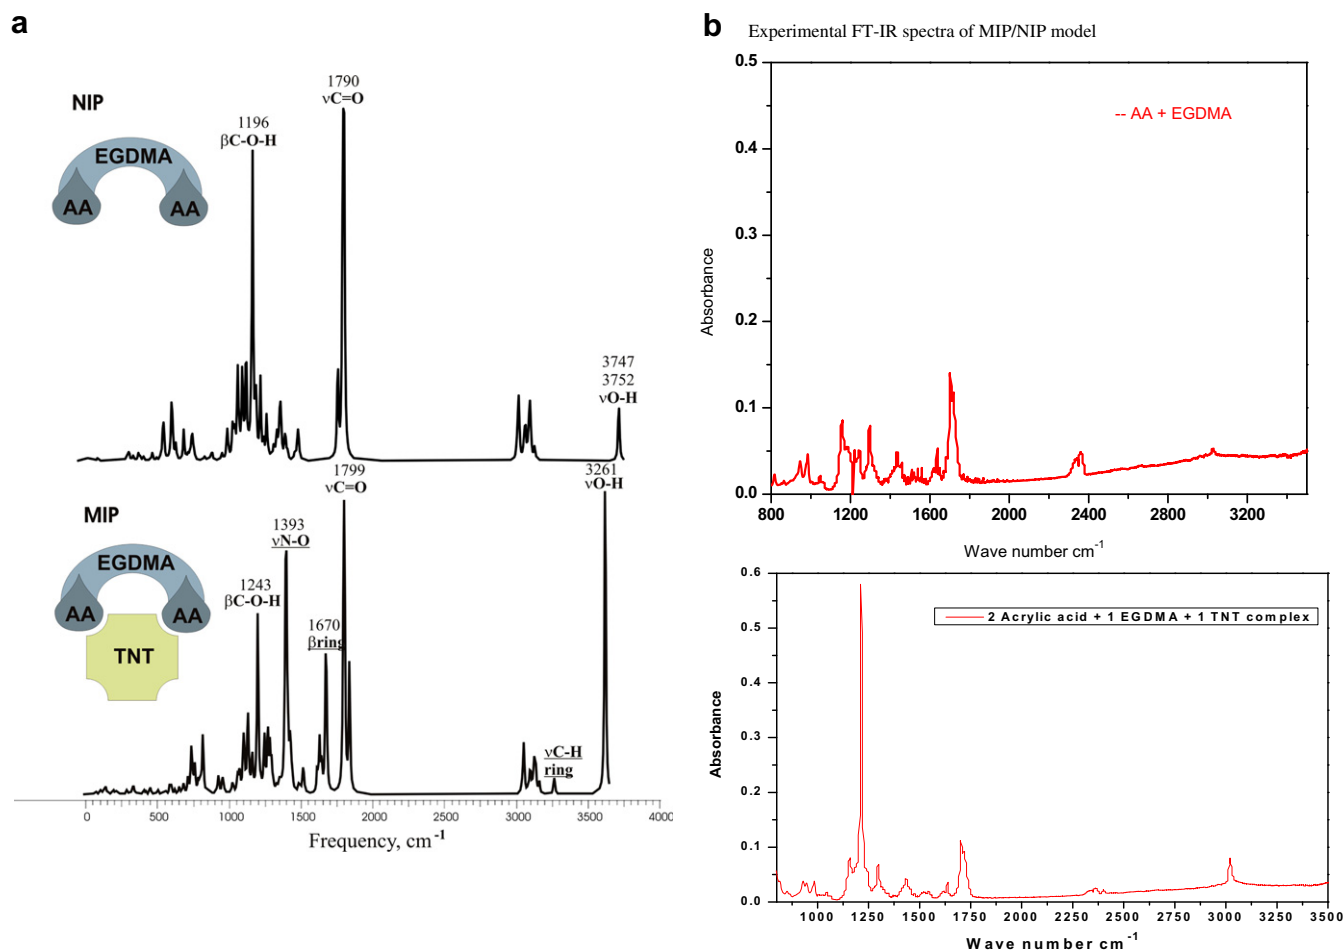 a
NIP
EGDMA
AA
AA
1196
βC-O-H
1790
νC=O
3747
3752
νO-H
MIP
EGDMA
AA
AA
TNT
1243
βC-O-H
1393
νN-O
1670
βring
1799
νC=O
νC-H
ring
3261
νO-H
0
500
1000
1500
2000
2500
3000
3500
4000
Frequency, cm-1
b
Experimental FT-IR spectra of MIP/NIP model
-- AA + EGDMA
Absorbance
0.5
0.4
0.3
0.2
0.1
0.0
800
1200
1600
2000
2400
2800
3200
Wave number cm-1
2 Acrylic acid + 1 EGDMA + 1 TNT complex
Absorbance
0.6
0.5
0.4
0.3
0.2
0.1
0.0
1000
1250
1500
1750
2000
2250
2500
2750
3000
3250
3500
Wave number cm-1